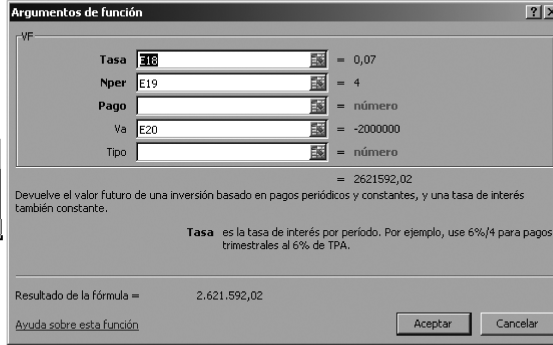 Argumentos de función
VF
Tasa E18 = 0,07
Nper E19 = 4
Pago = número
Va E20 = -2000000
Tipo = número
= 2621592,02
Devuelve el valor futuro de una inversión basado en pagos periódicos y constantes, y una tasa de interés
también constante.
Tasa es la tasa de interés por período. Por ejemplo, use 6%/4 para pagos
trimestrales al 6% de TPA.
Resultado de la fórmula = 2.621.592,02
Ayuda sobre esta función
Aceptar Cancelar